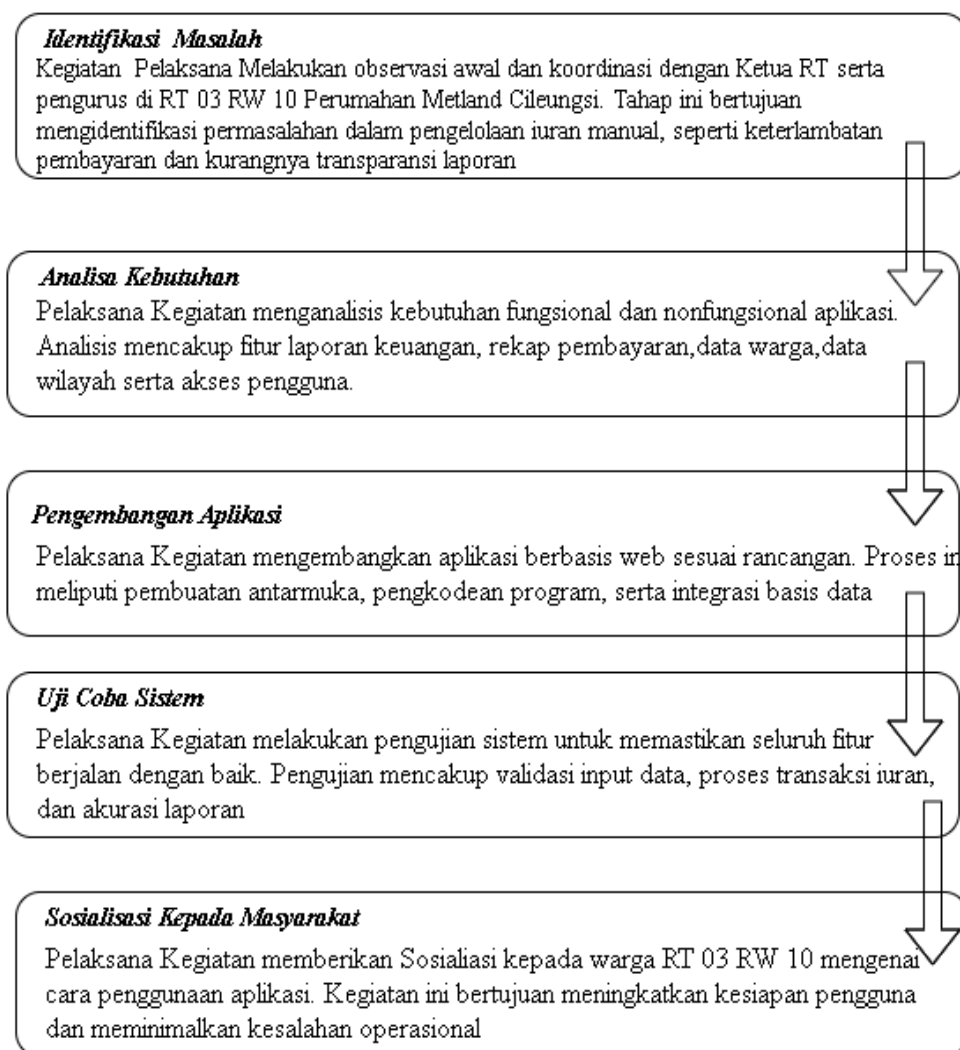 Identifikasi Masalah
Kegiatan Pelaksana Melakukan observasi awal dan koordinasi dengan Ketua RT serta
pengurus di RT 03 RW 10 Perumahan Metland Cileungsi. Tahap ini bertujuan
mengidentifikasi permasalahan dalam pengelolaan iuran manual, seperti keterlambatan
pembayaran dan kurangnya transparansi laporan
Analisa Kebutuhan
Pelaksana Kegiatan menganalisis kebutuhan fungsional dan nonfungsional aplikasi.
Analisis mencakup fitur laporan keuangan, rekap pembayaran,data warga,data
wilayah serta akses pengguna.
Pengembangan Aplikasi
Pelaksana Kegiatan mengembangkan aplikasi berbasis web sesuai rancangan. Proses in
meliputi pembuatan antarmuka, pengkodean program, serta integrasi basis data
Uji Coba Sistem
Pelaksana Kegiatan melakukan pengujian sistem untuk memastikan seluruh fitur
berjalan dengan baik. Pengujian mencakup validasi input data, proses transaksi iuran,
dan akurasi laporan
Sosialisasi Kepada Masyarakat
Pelaksana Kegiatan memberikan Sosialiasi kepada warga RT 03 RW 10 mengenai
cara penggunaan aplikasi. Kegiatan ini bertujuan meningkatkan kesiapan pengguna
dan meminimalkan kesalahan operasional